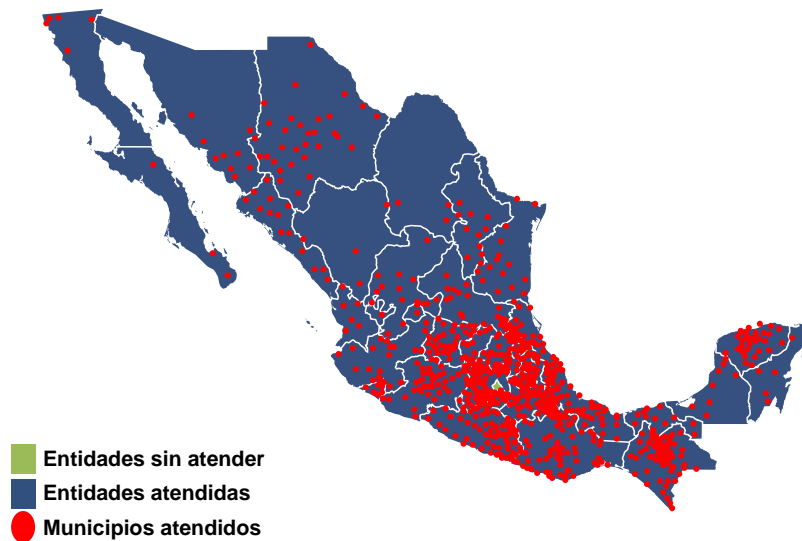 Entidades sin atender
Entidades atendidas
Municipios atendidos